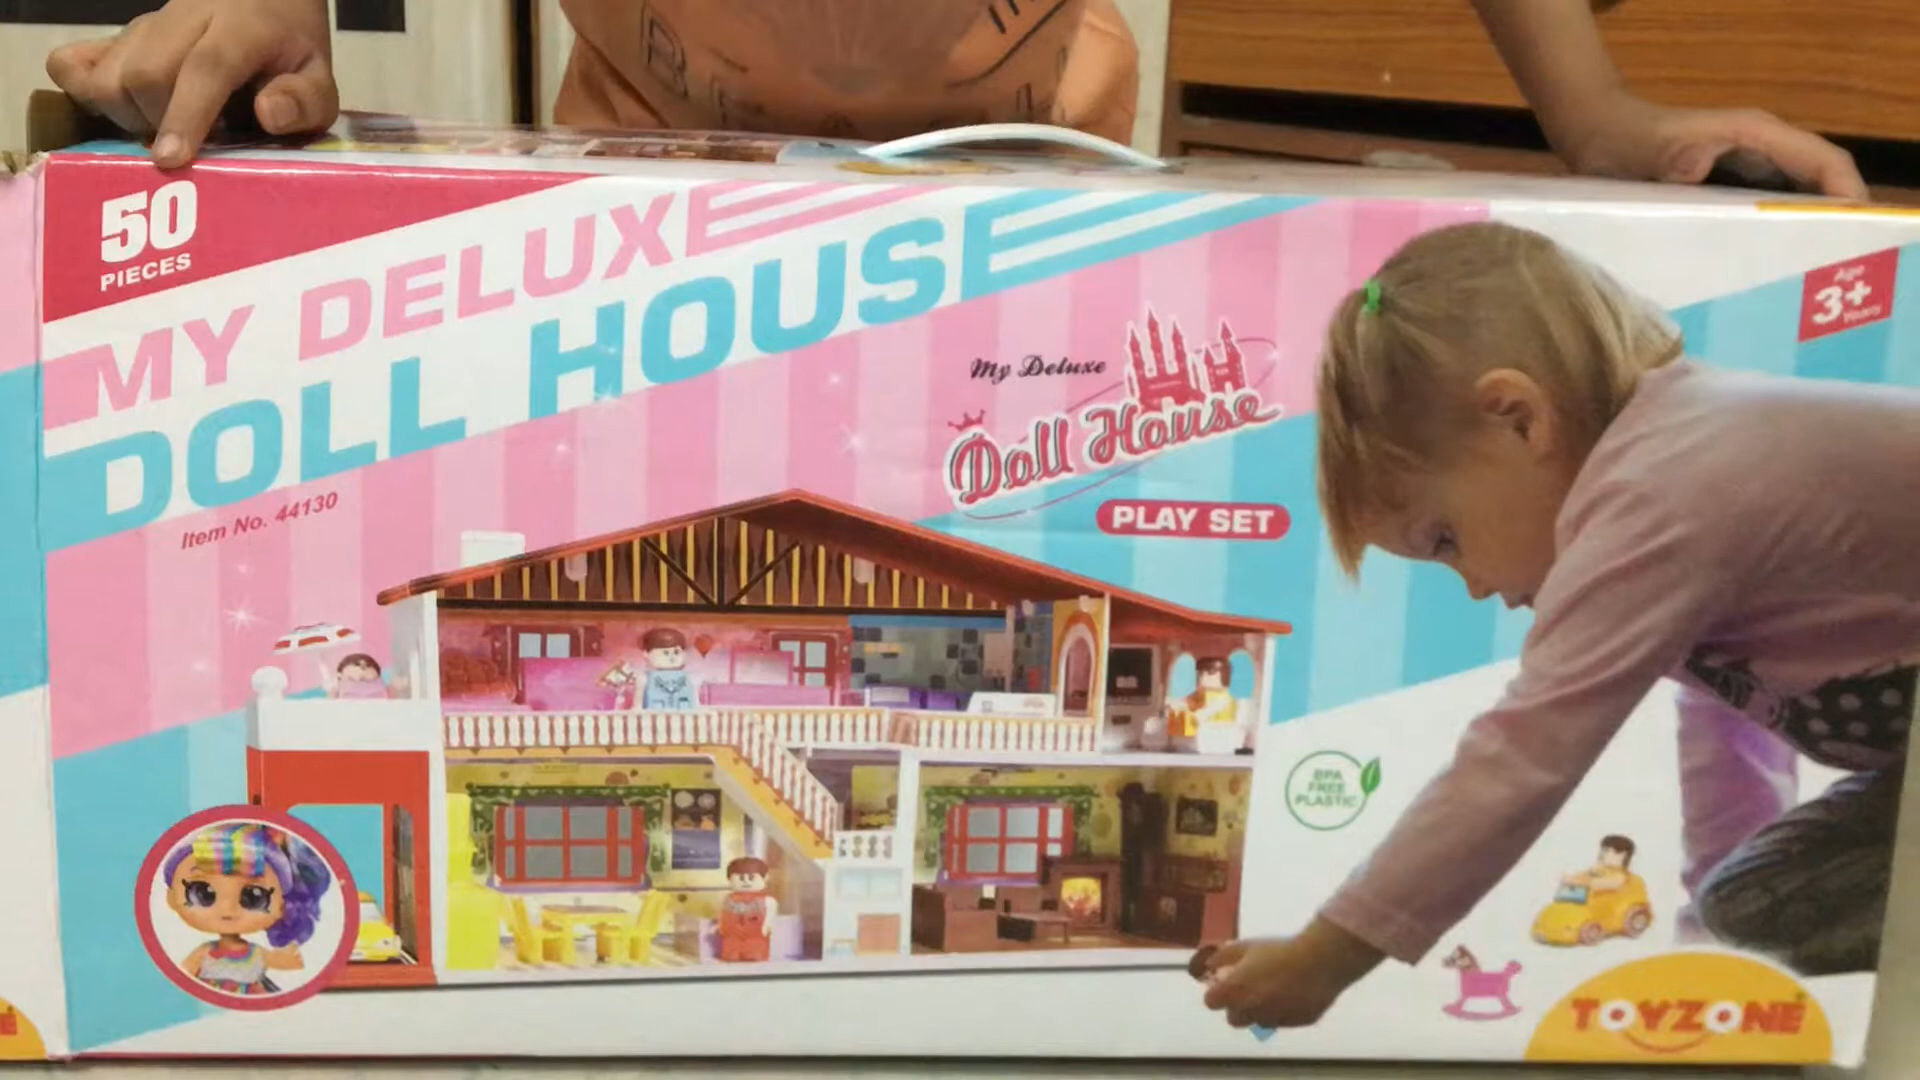 50
PIECES
MY DELUXE
DOLL HOUSE
Item No. 44130
My Deluxe
Doll House
PLAY SET
Age
3+
Years
BPA
FREE
PLASTIC
TOYZONE